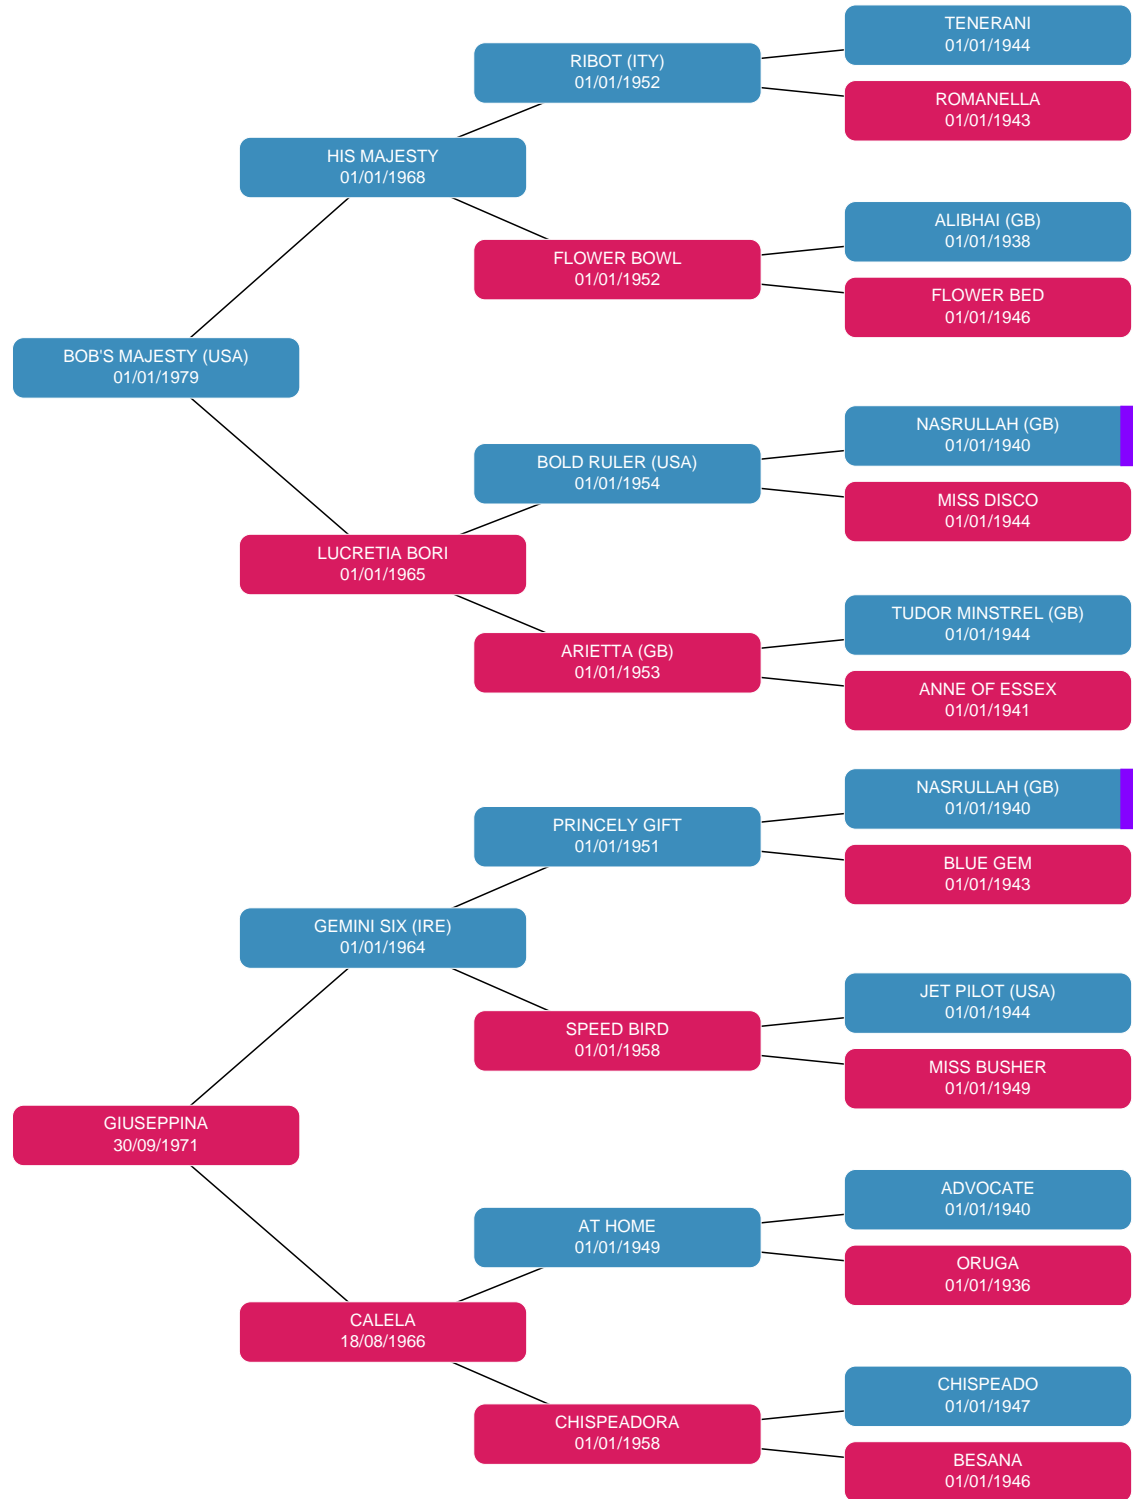 TENERANI
01/01/1944
RIBOT (ITY)
01/01/1952
ROMANELLA
01/01/1943
HIS MAJESTY
01/01/1968
ALIBHAI (GB)
01/01/1938
FLOWER BOWL
01/01/1952
FLOWER BED
01/01/1946
BOB'S MAJESTY (USA)
01/01/1979
NASRULLAH (GB)
01/01/1940
BOLD RULER (USA)
01/01/1954
MISS DISCO
01/01/1944
LUCRETIA BORI
01/01/1965
TUDOR MINSTREL (GB)
01/01/1944
ARIETTA (GB)
01/01/1953
ANNE OF ESSEX
01/01/1941
NASRULLAH (GB)
01/01/1940
PRINCELY GIFT
01/01/1951
BLUE GEM
01/01/1943
GEMINI SIX (IRE)
01/01/1964
JET PILOT (USA)
01/01/1944
SPEED BIRD
01/01/1958
MISS BUSHER
01/01/1949
GIUSEPPINA
30/09/1971
ADVOCATE
01/01/1940
AT HOME
01/01/1949
ORUGA
01/01/1936
CALELA
18/08/1966
CHISPEADO
01/01/1947
CHISPEADORA
01/01/1958
BESANA
01/01/1946